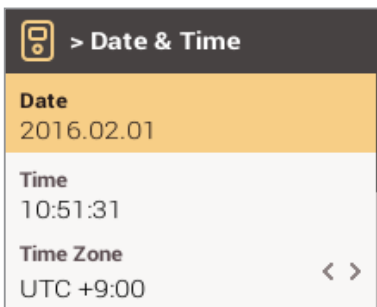 > Date & Time
Date
2016.02.01
Time
10:51:31
Time Zone
UTC +9:00 < >